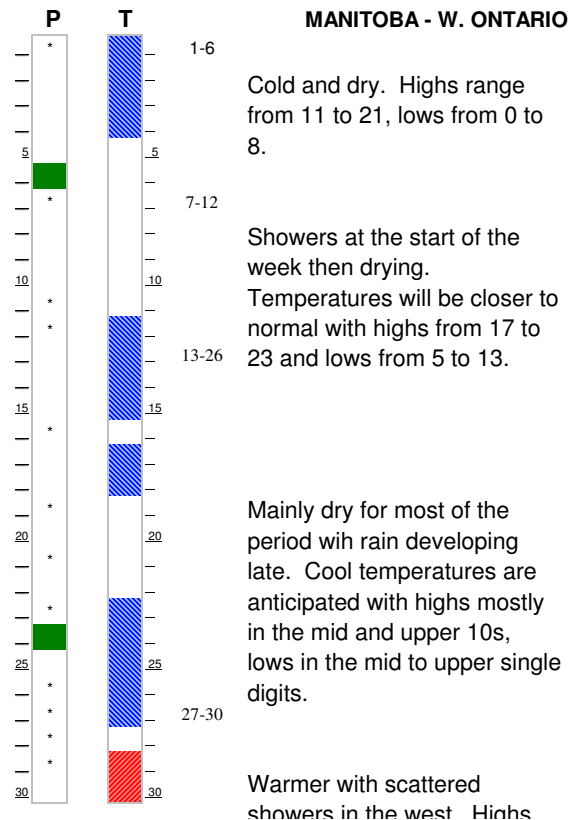 P T MANITOBA - W. ONTARIO
* 1-6
Cold and dry. Highs range
from 11 to 21, lows from 0 to
8.
5 5
* 7-12
Showers at the start of the
week then drying.
10 10
Temperatures will be closer to
*
normal with highs from 17 to
*
13-26 23 and lows from 5 to 13.
15 15
*
*
Mainly dry for most of the
20 20
period wih rain developing
*
late. Cool temperatures are
*
anticipated with highs mostly
in the mid and upper 10s,
25 25
lows in the mid to upper single
*
digits.
* 27-30
*
*
Warmer with scattered
30 30
showers in the west. Highs